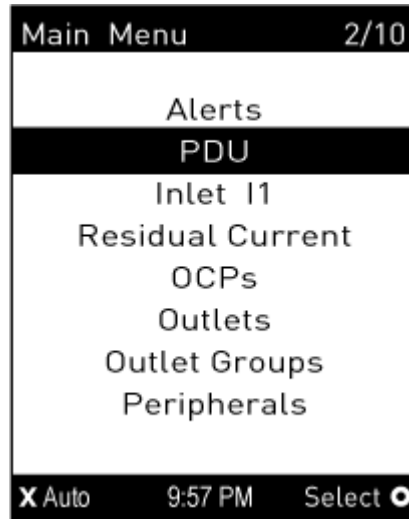 Main Menu 2/10
Alerts
PDU
Inlet I1
Residual Current
OCPs
Outlets
Outlet Groups
Peripherals
X Auto 9:57 PM Select O